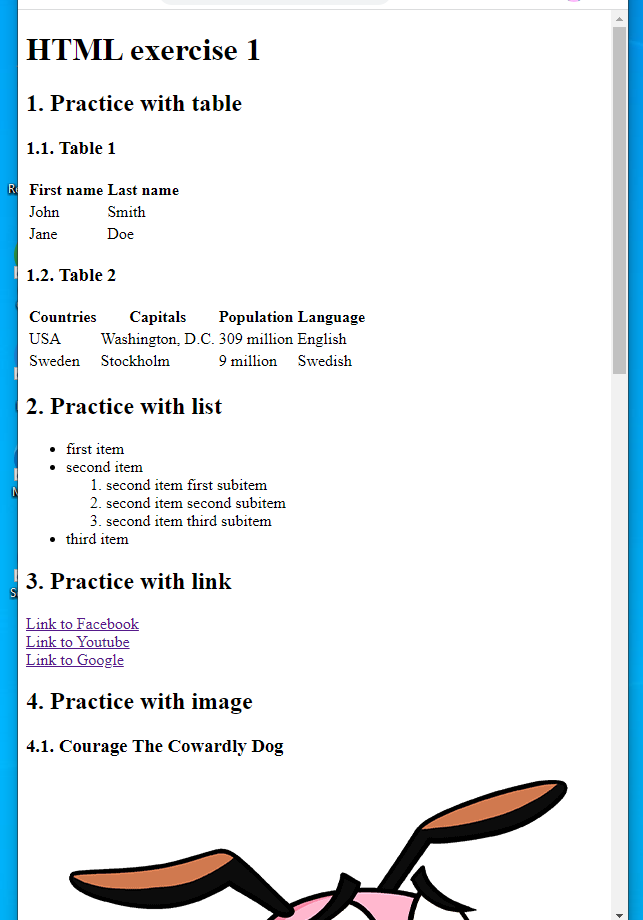 HTML exercise 1
1. Practice with table
1.1. Table 1
First name Last name
John Smith
Jane Doe
1.2. Table 2
Countries Capitals Population Language
USA Washington, D.C. 309 million English
Sweden Stockholm 9 million Swedish
2. Practice with list
• first item
• second item
1. second item first subitem
2. second item second subitem
3. second item third subitem
• third item
3. Practice with link
Link to Facebook
Link to Youtube
Link to Google
4. Practice with image
4.1. Courage The Cowardly Dog